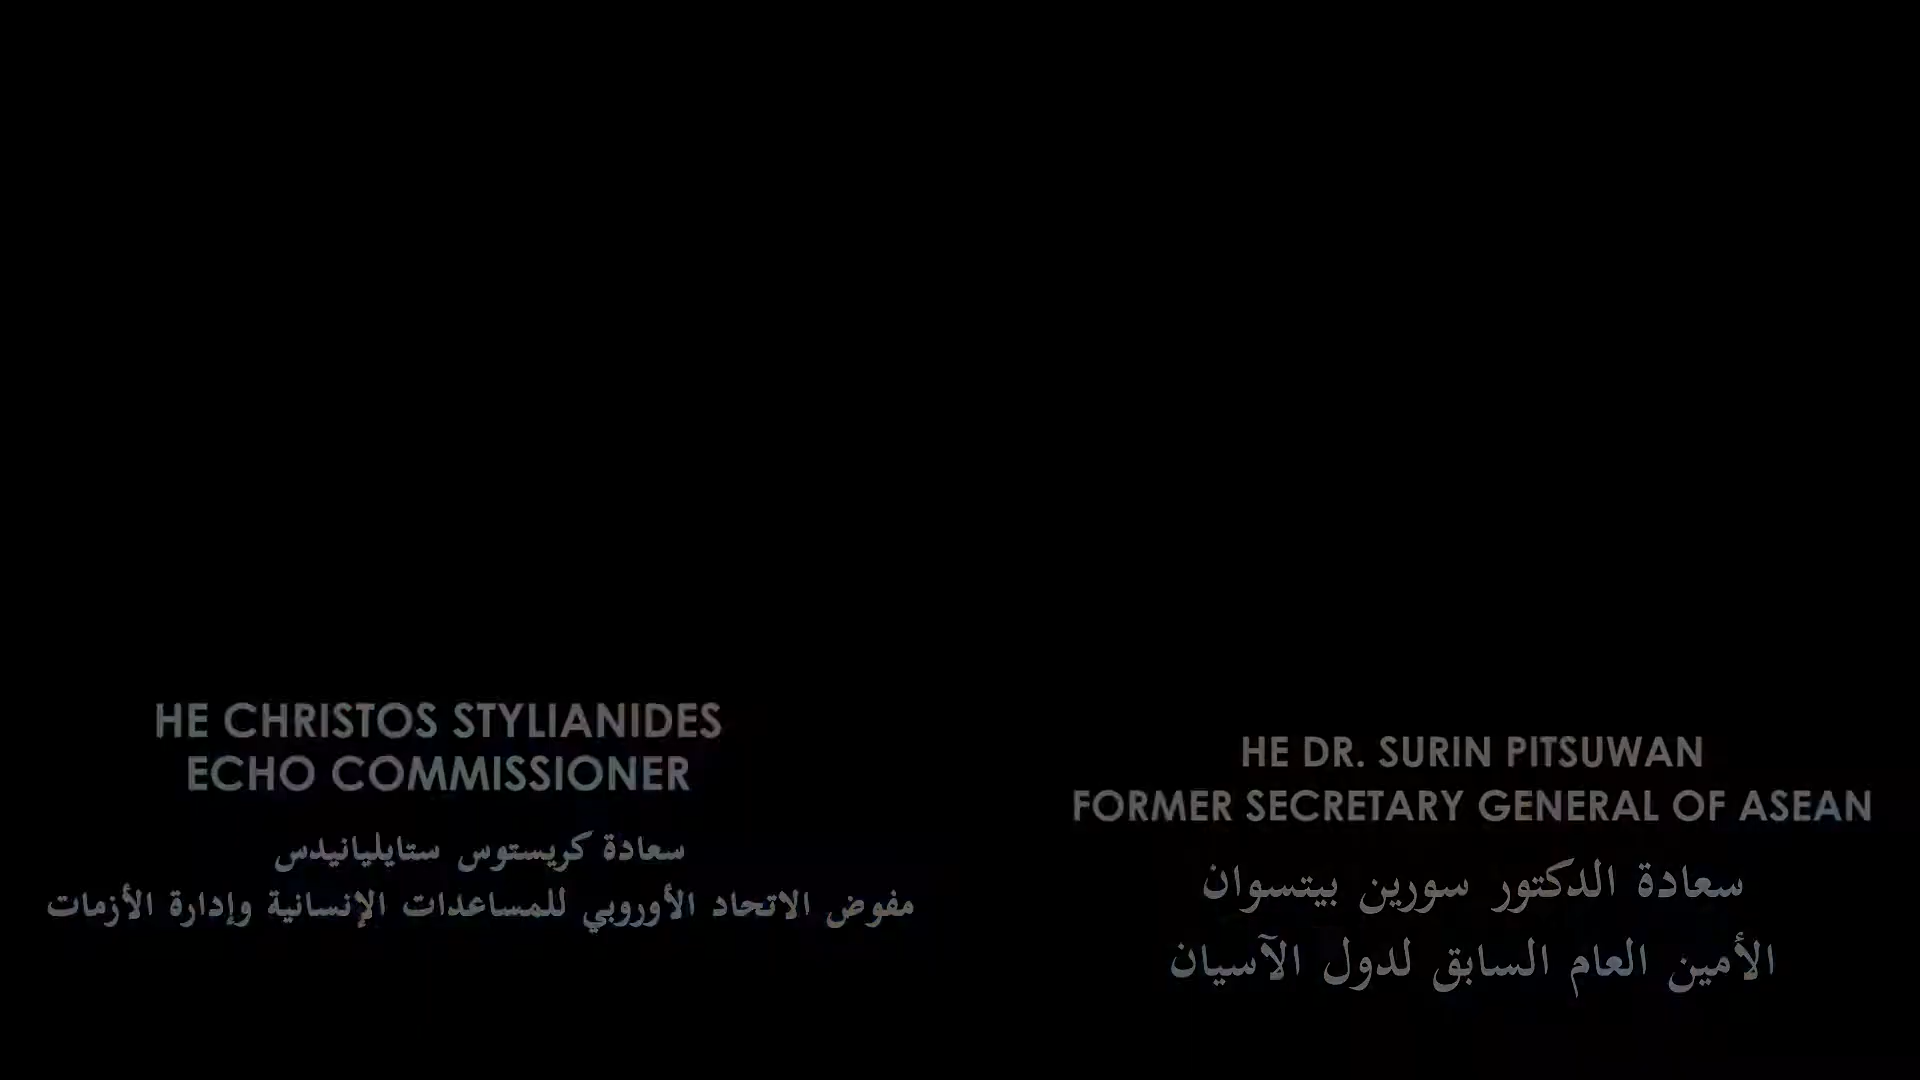 HE CHRISTOS STYLIANIDES
ECHO COMMISSIONER
سعادة كريستوس ستايليانيدس
مفوض الاتحاد الأوروبي للمساعدات الإنسانية وإدارة الأزمات
HE DR. SURIN PITSUWAN
FORMER SECRETARY GENERAL OF ASEAN
سعادة الدكتور سورين بيتسوان
الأمين العام السابق لدول الآسيان